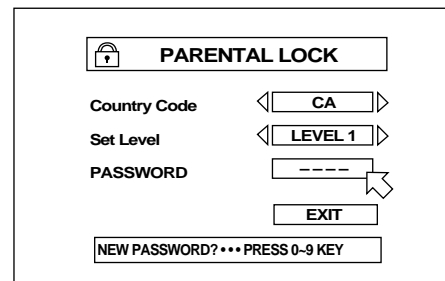 PARENTAL LOCK
Country Code CA
Set Level LEVEL 1
PASSWORD – – – –
EXIT
NEW PASSWORD? ••• PRESS 0~9 KEY